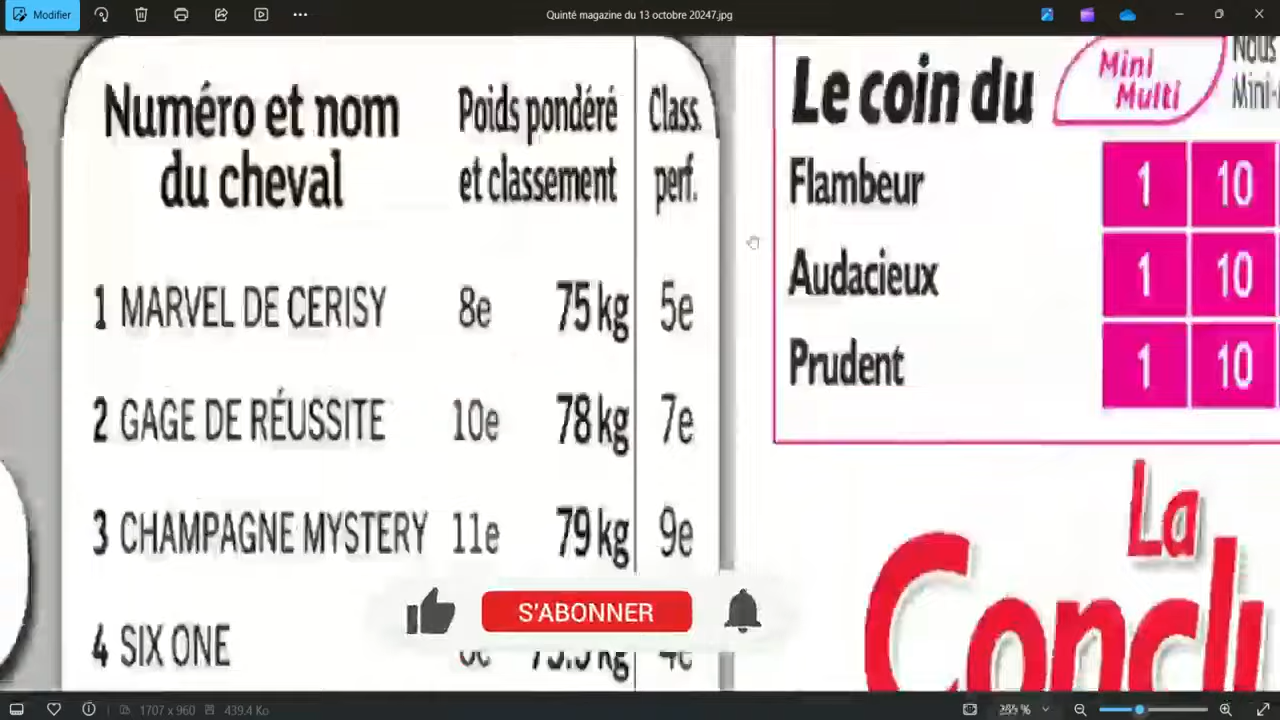 Modifier
Quinté magazine du 13 octobre 20247.jpg
Numéro et nom
du cheval
Poids pondéré
et classement
Class.
perf.
1 MARVEL DE CERISY 8e 75 kg 5e
2 GAGE DE RÉUSSITE 10e 78 kg 7e
3 CHAMPAGNE MYSTERY 11e 79 kg 9e
4 SIX ONE
S'ABONNER
Le coin du
Mini
Multi
Nous
Mini-
Flambeur 1 10
Audacieux 1 10
Prudent 1 10
La
Conclu
1707 x 960
439.4 Ko